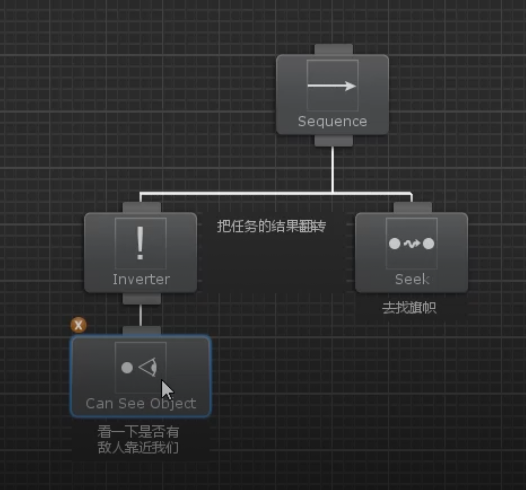 Sequence
Inverter
把任务的结果翻转
Seek
去找旗帜
X
Can See Object
看一下是否有
敌人靠近我们